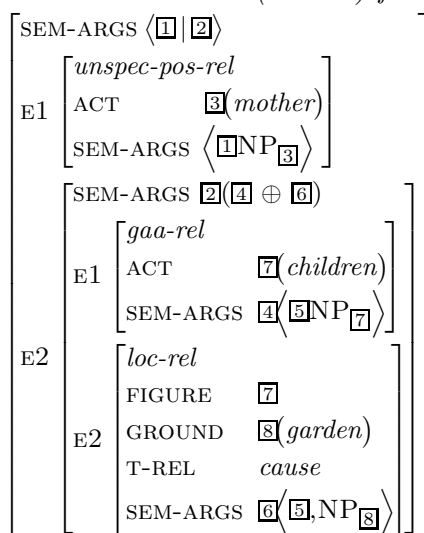 SEM-ARGS ⟨1|2⟩
E1
unspec-pos-rel
ACT 3(mother)
SEM-ARGS ⟨1NP3⟩
SEM-ARGS 2(4 ⊕ 6)
E1
gaa-rel
ACT 7(children)
SEM-ARGS 4⟨5NP7⟩
E2
E2
loc-rel
FIGURE 7
GROUND 8(garden)
T-REL cause
SEM-ARGS 6⟨5,NP8⟩